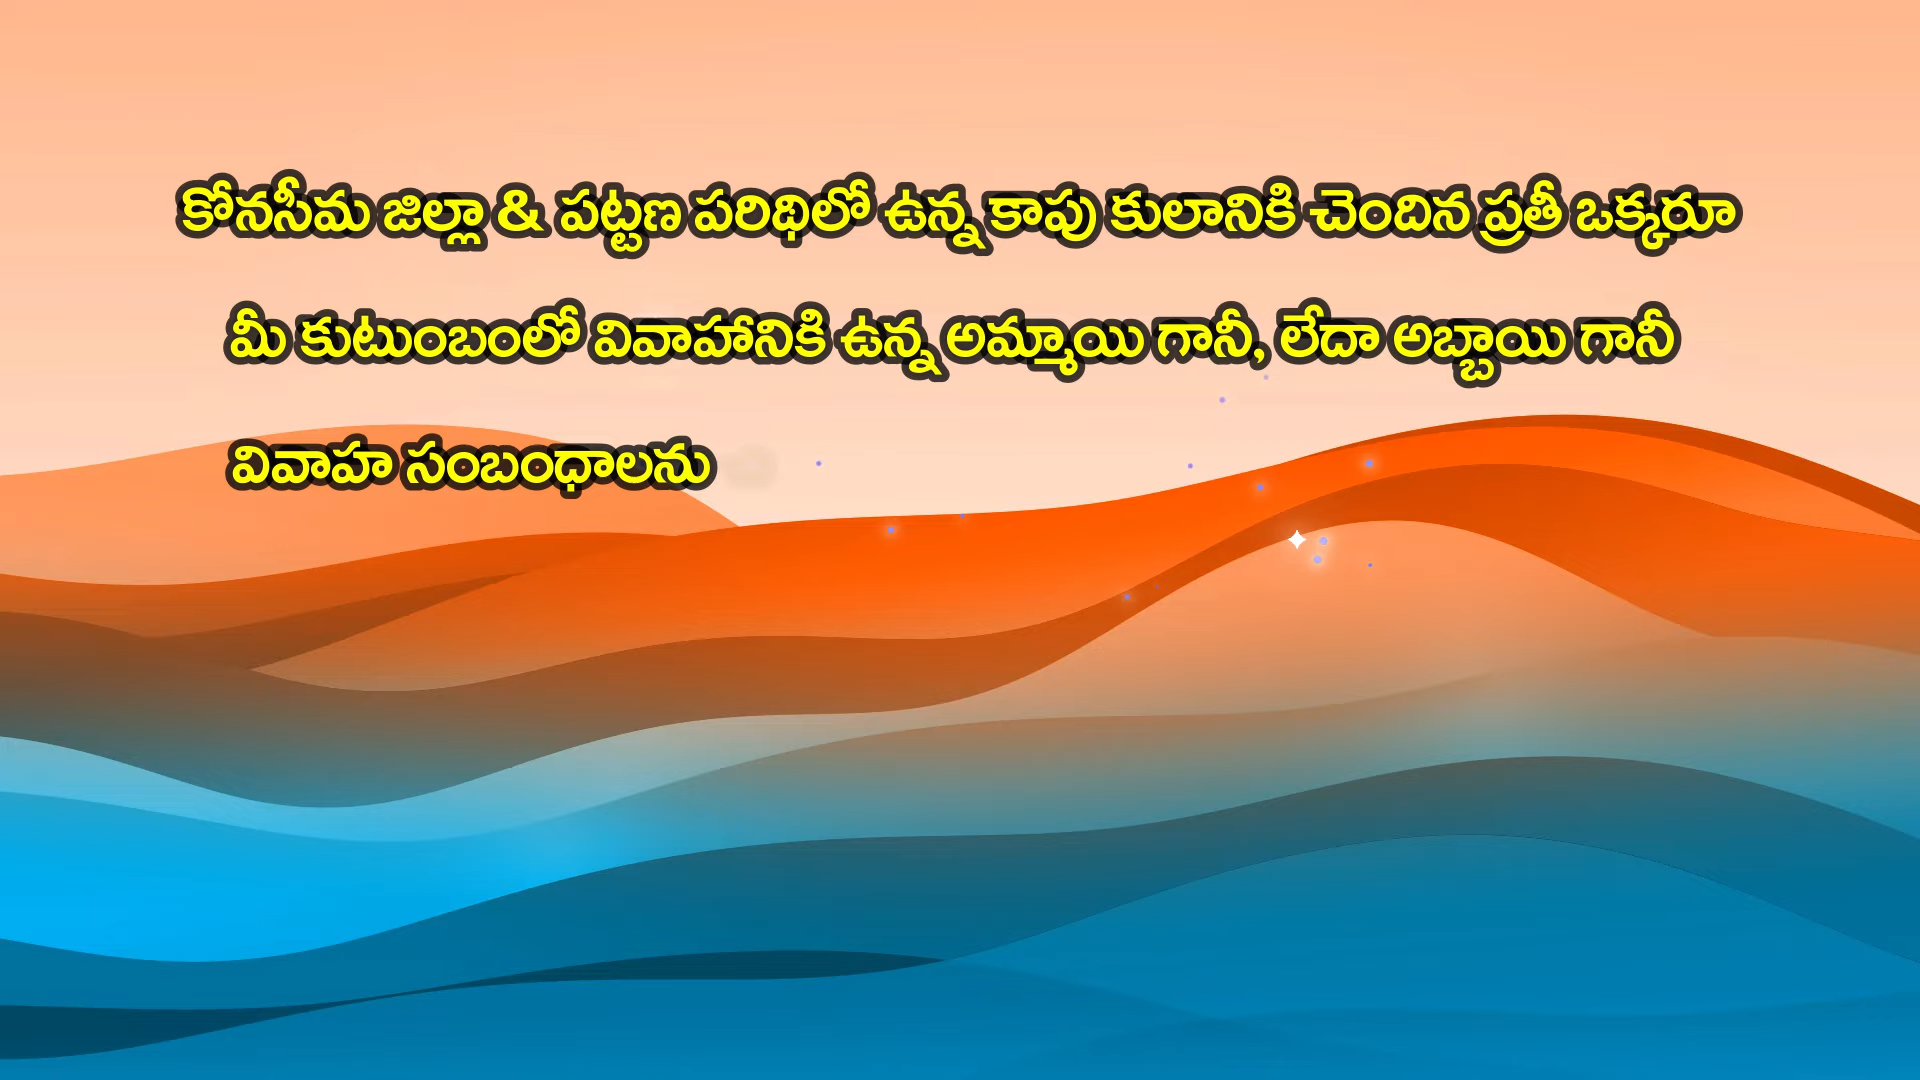 కోనసీమ జిల్లా & పట్టణ పరిధిలో ఉన్న కాపు కులానికి చెందిన ప్రతీ ఒక్కరూ
మీ కుటుంబంలో వివాహానికి ఉన్న అమ్మాయి గానీ, లేదా అబ్బాయి గానీ
వివాహ సంబంధాలను